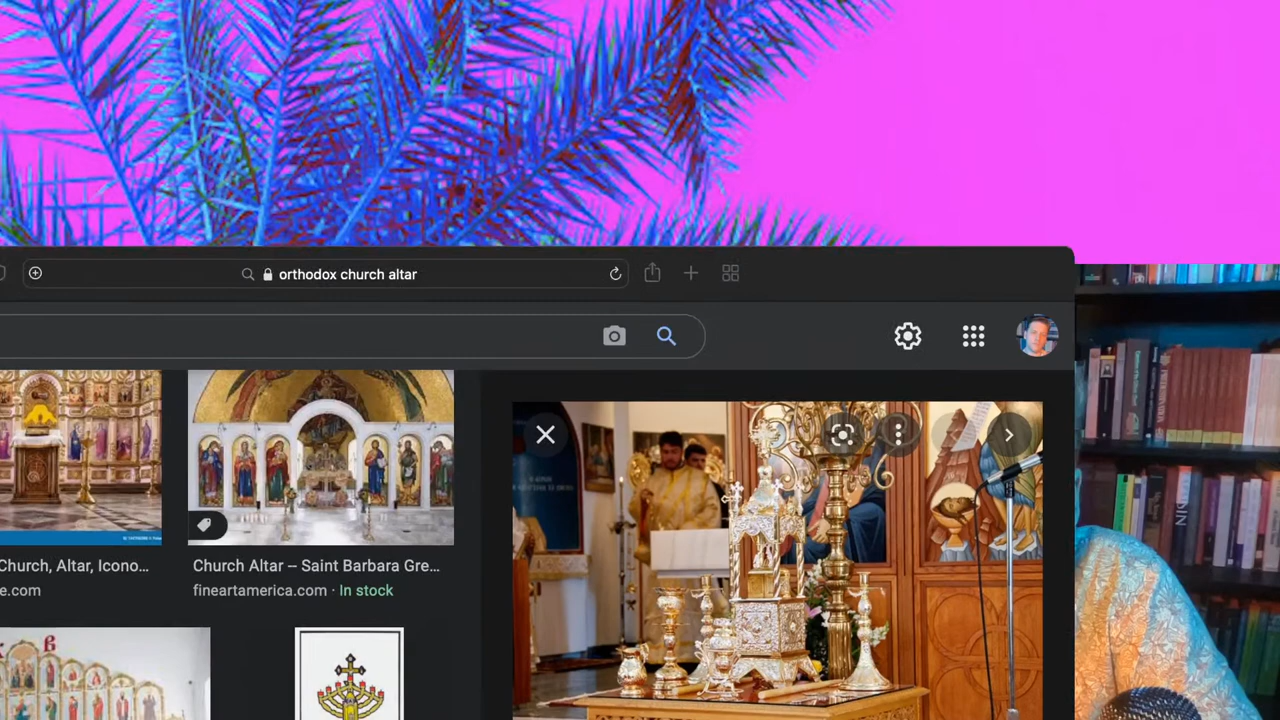 orthodox church altar
Church, Altar, Icono...
e.com
Church Altar – Saint Barbara Gre...
fineartamerica.com · In stock